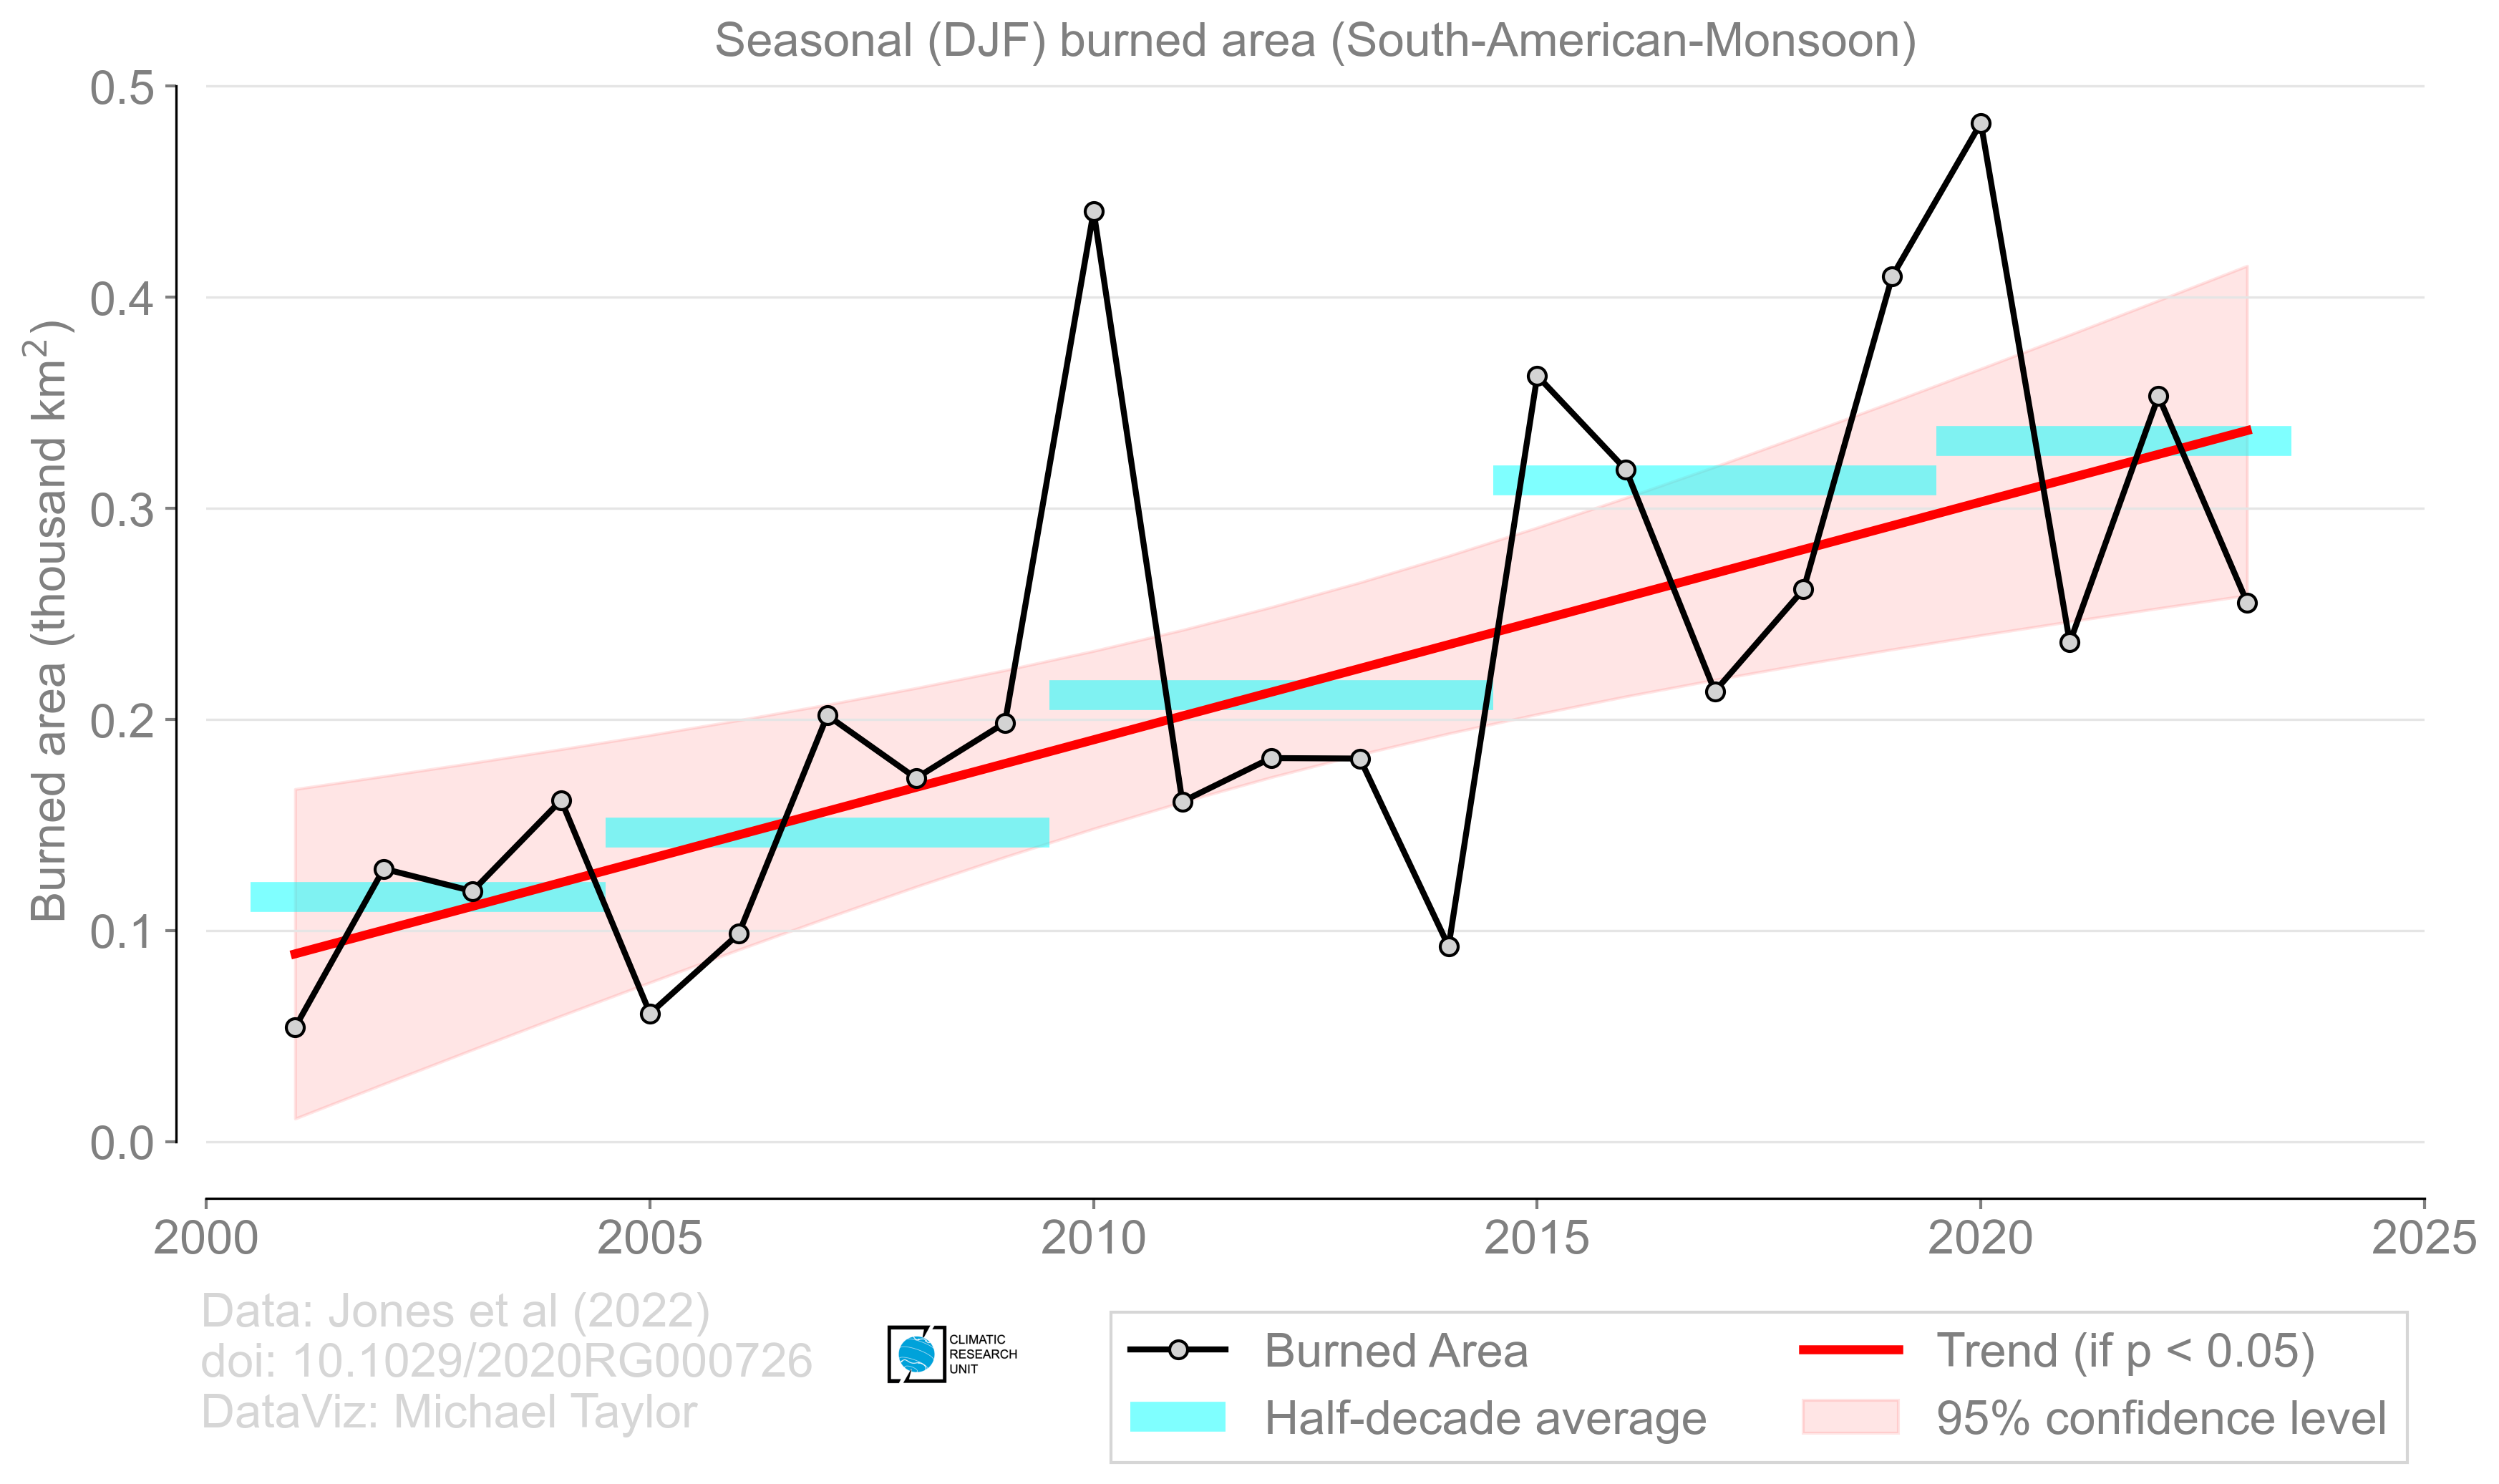 Seasonal (DJF) burned area (South-American-Monsoon)
Burned area (thousand km²)
0.5
0.4
0.3
0.2
0.1
0.0
2000 2005 2010 2015 2020 2025
Data: Jones et al (2022)
doi: 10.1029/2020RG000726
DataViz: Michael Taylor
CLIMATIC
RESEARCH
UNIT
Burned Area
Half-decade average
Trend (if p < 0.05)
95% confidence level